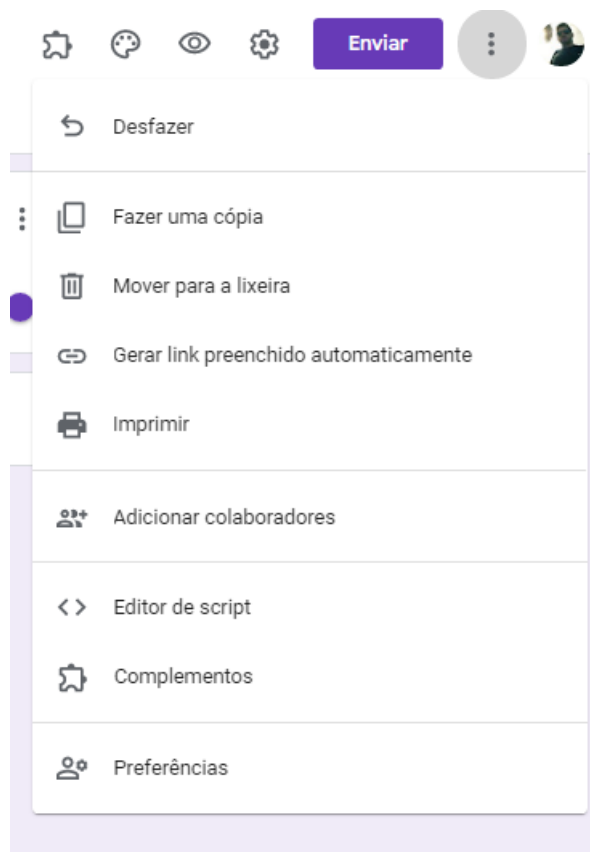 Enviar
Desfazer
Fazer uma cópia
Mover para a lixeira
Gerar link preenchido automaticamente
Imprimir
Adicionar colaboradores
Editor de script
Complementos
Preferências